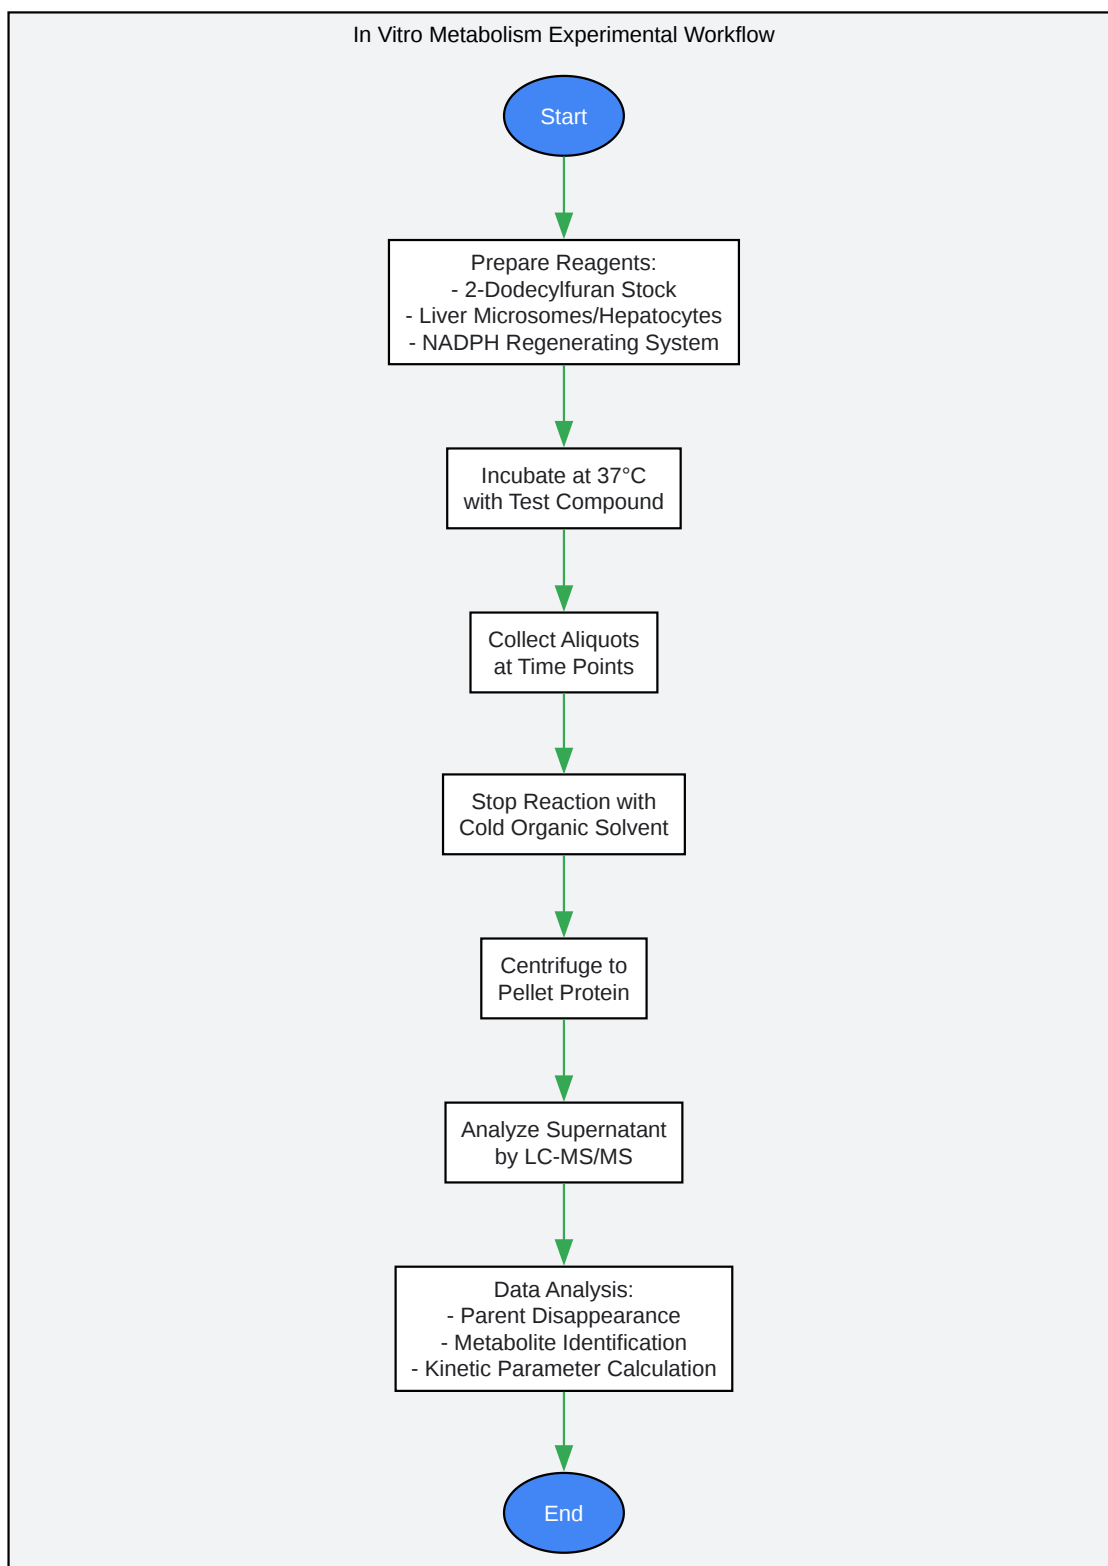 In Vitro Metabolism Experimental Workflow
Start
Prepare Reagents:
- 2-Dodecylfuran Stock
- Liver Microsomes/Hepatocytes
- NADPH Regenerating System
Incubate at 37°C
with Test Compound
Collect Aliquots
at Time Points
Stop Reaction with
Cold Organic Solvent
Centrifuge to
Pellet Protein
Analyze Supernatant
by LC-MS/MS
Data Analysis:
- Parent Disappearance
- Metabolite Identification
- Kinetic Parameter Calculation
End